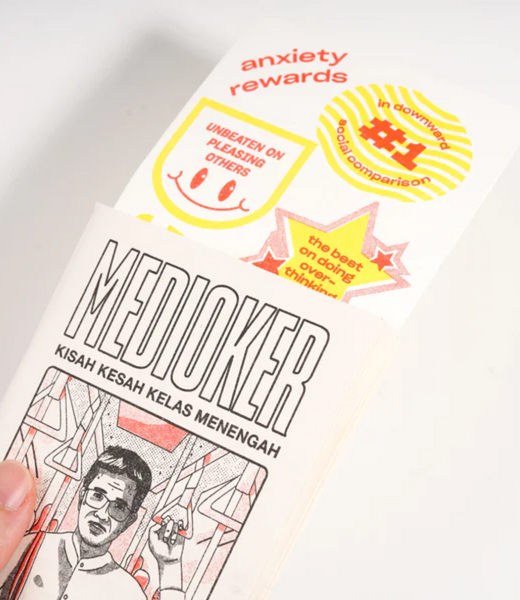 anxiety
rewards
UNBEATEN ON
PLEASING
OTHERS
in downward
#1
social comparison
the best
on doing
over-
thinking
MEDIOKER
KISAH KESAH KELAS MENENGAH